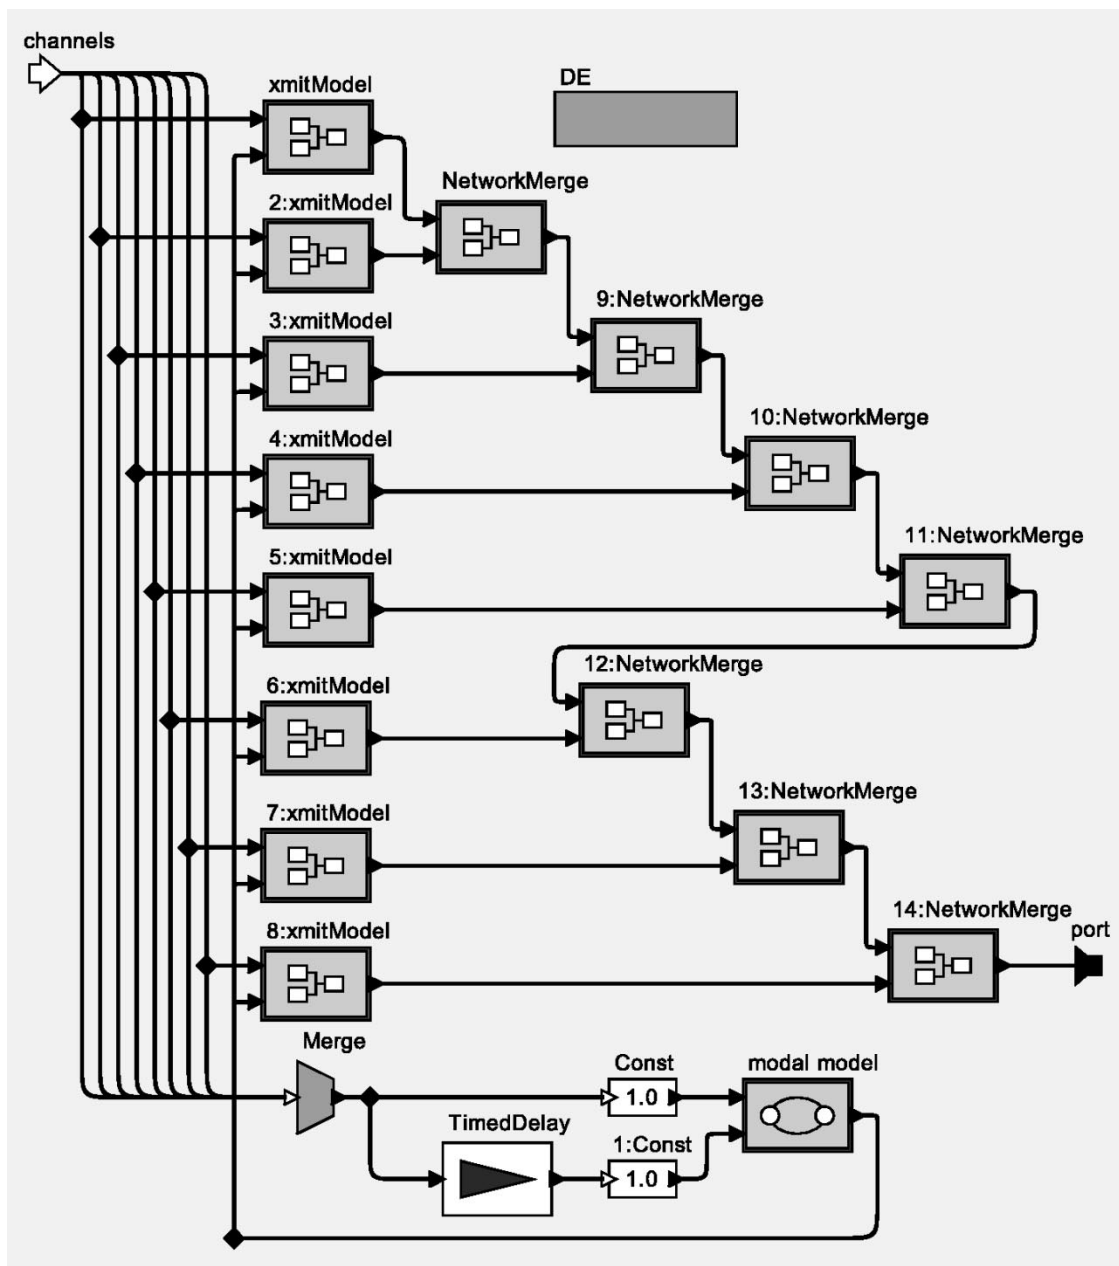 channels
xmitModel
DE
NetworkMerge
2:xmitModel
9:NetworkMerge
3:xmitModel
10:NetworkMerge
4:xmitModel
11:NetworkMerge
5:xmitModel
12:NetworkMerge
6:xmitModel
13:NetworkMerge
7:xmitModel
14:NetworkMerge
8:xmitModel
port
Merge
Const
modal model
1.0
TimedDelay
1:Const
1.0